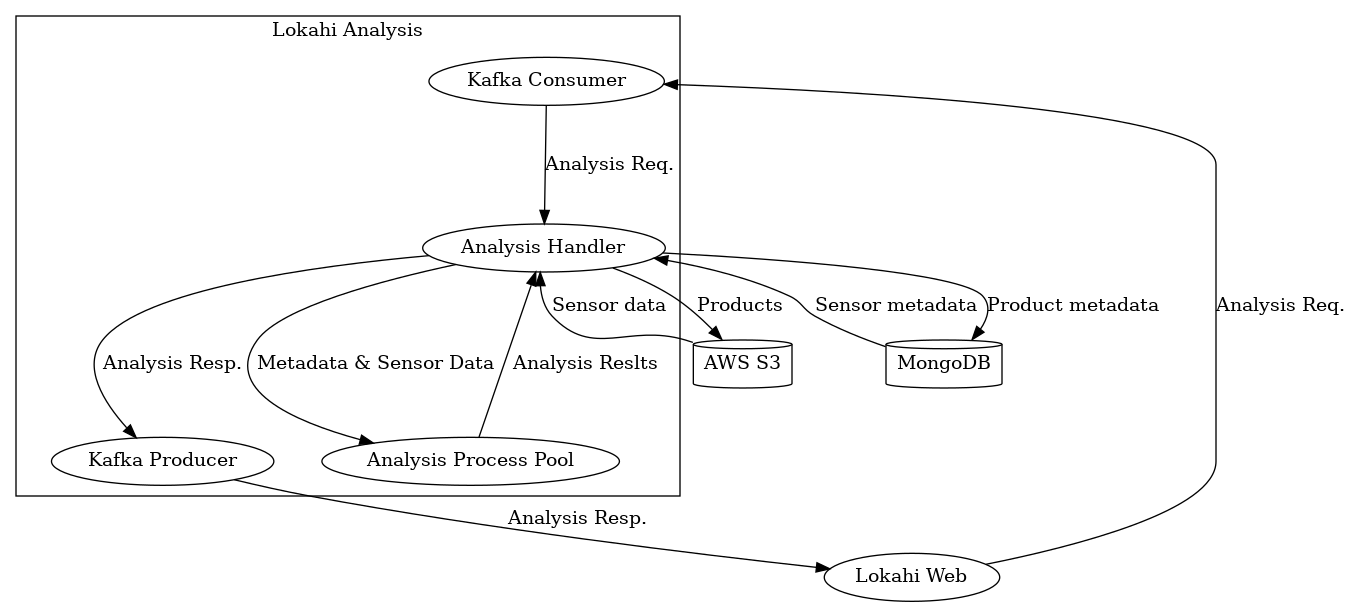 Lokahi Analysis
Kafka Consumer
Analysis Req.
Analysis Handler
Sensor data
Products
Sensor metadata
Product metadata
Analysis Req.
Analysis Resp.
Metadata & Sensor Data
Analysis Reslts
AWS S3
MongoDB
Kafka Producer
Analysis Process Pool
Analysis Resp.
Lokahi Web